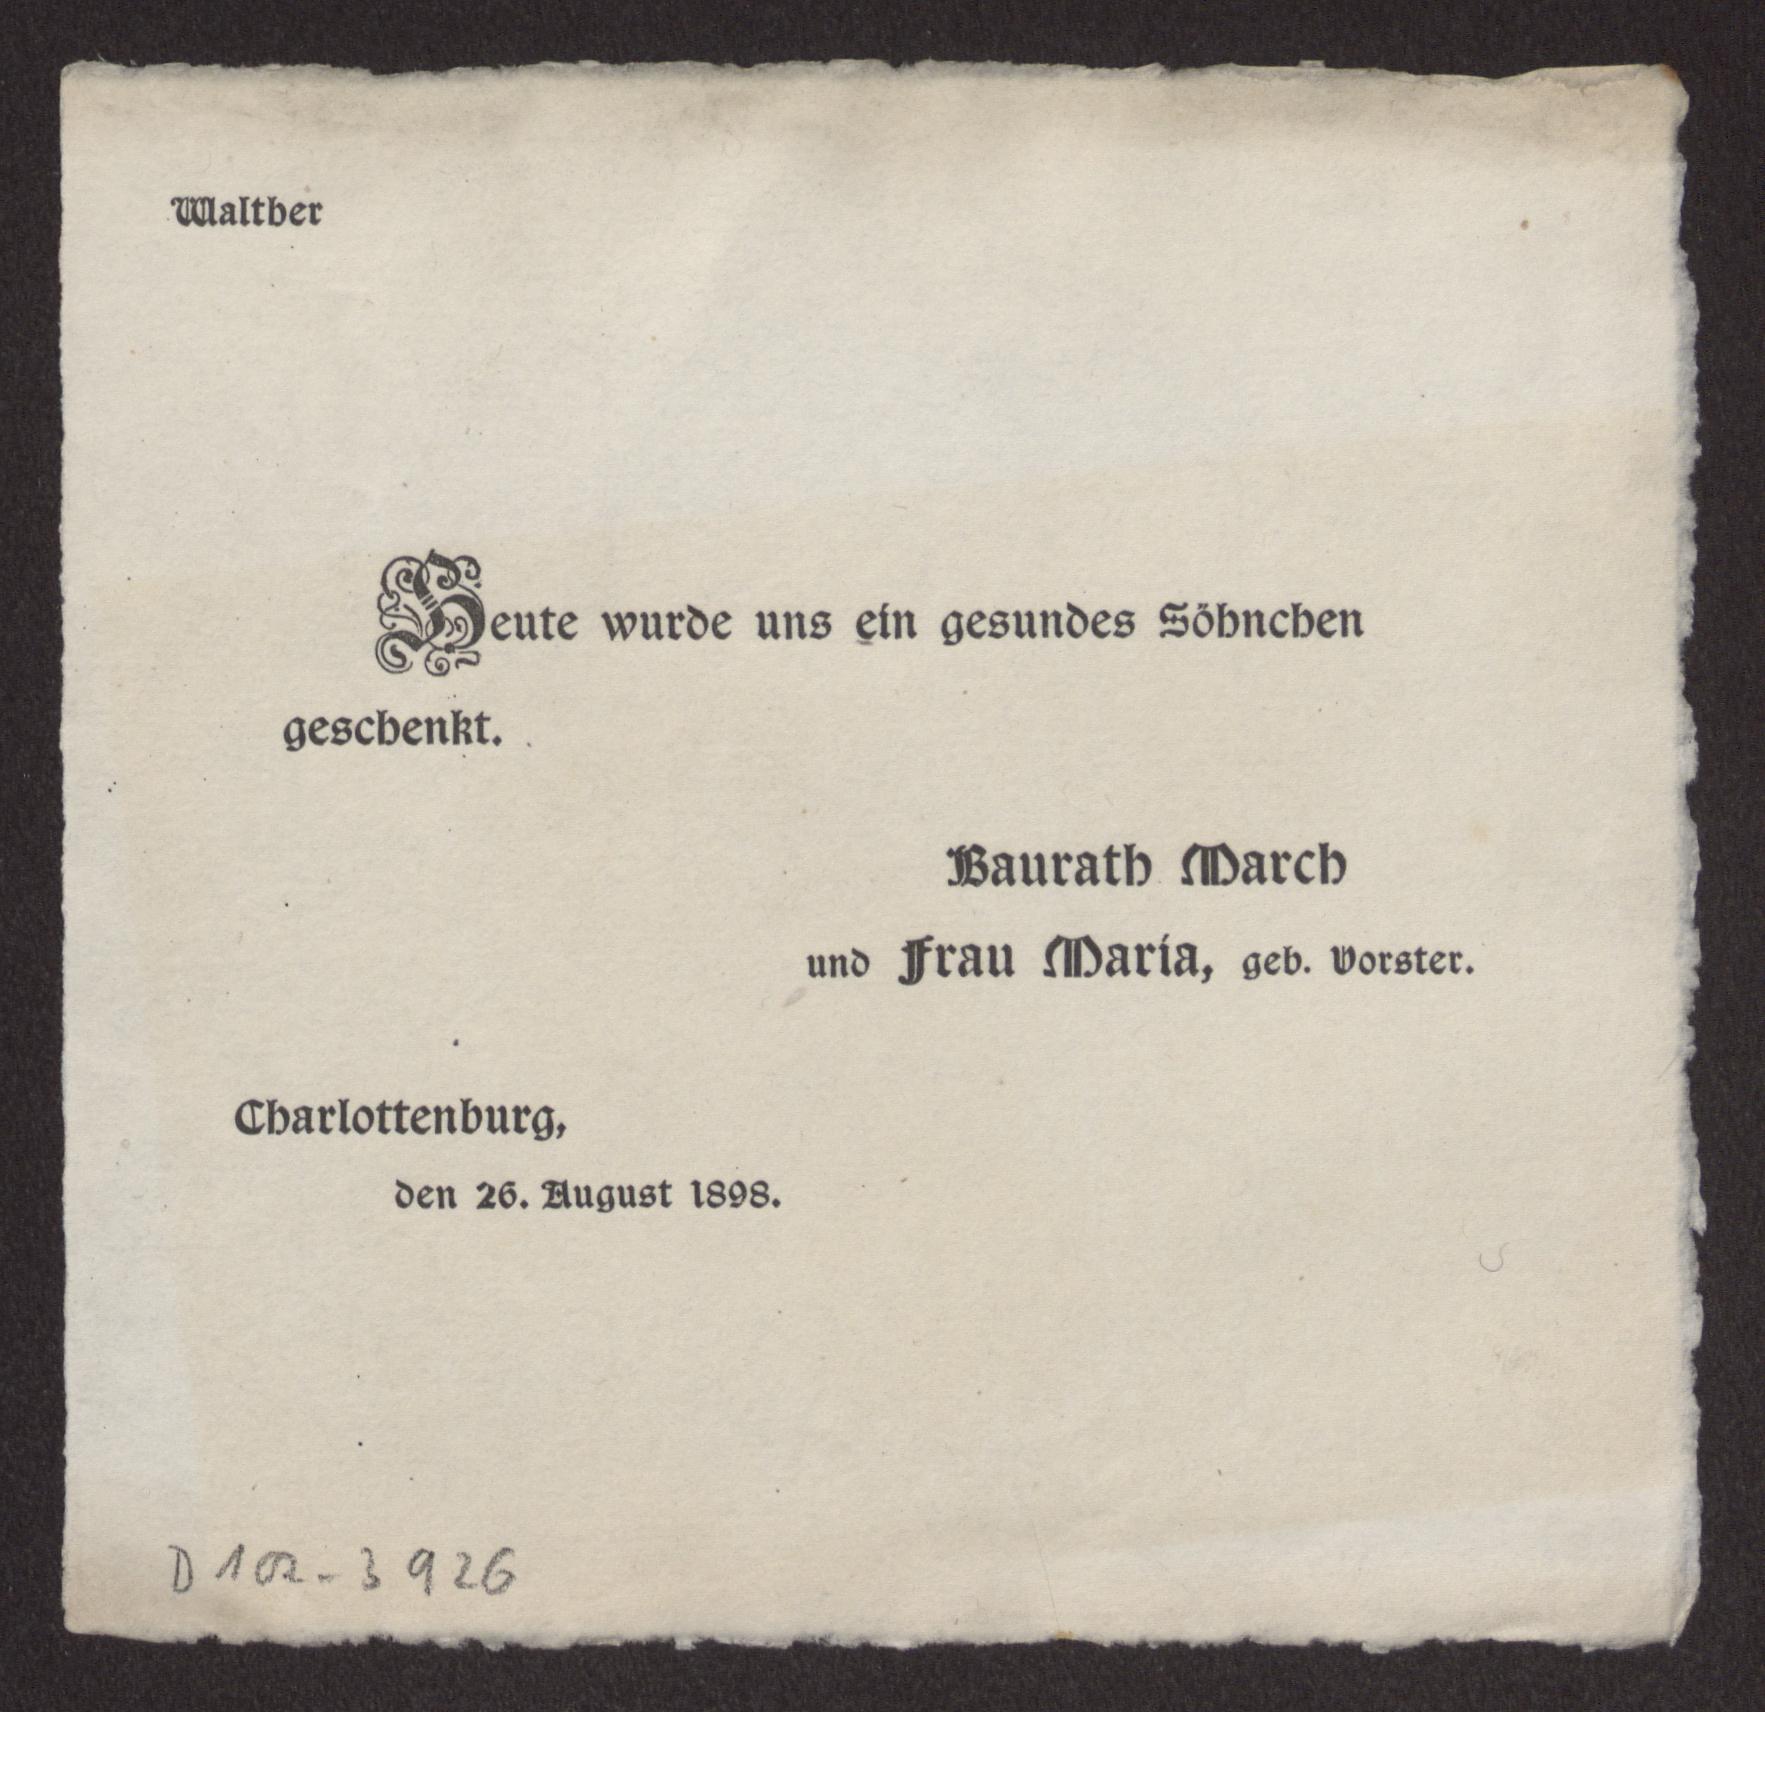 Walther
Heute wurde uns ein gesundes Söhnchen
geschenkt.
Baurath March
und Frau Maria, geb. Vorster.
Charlottenburg,
den 26. August 1898.
D 102-3926